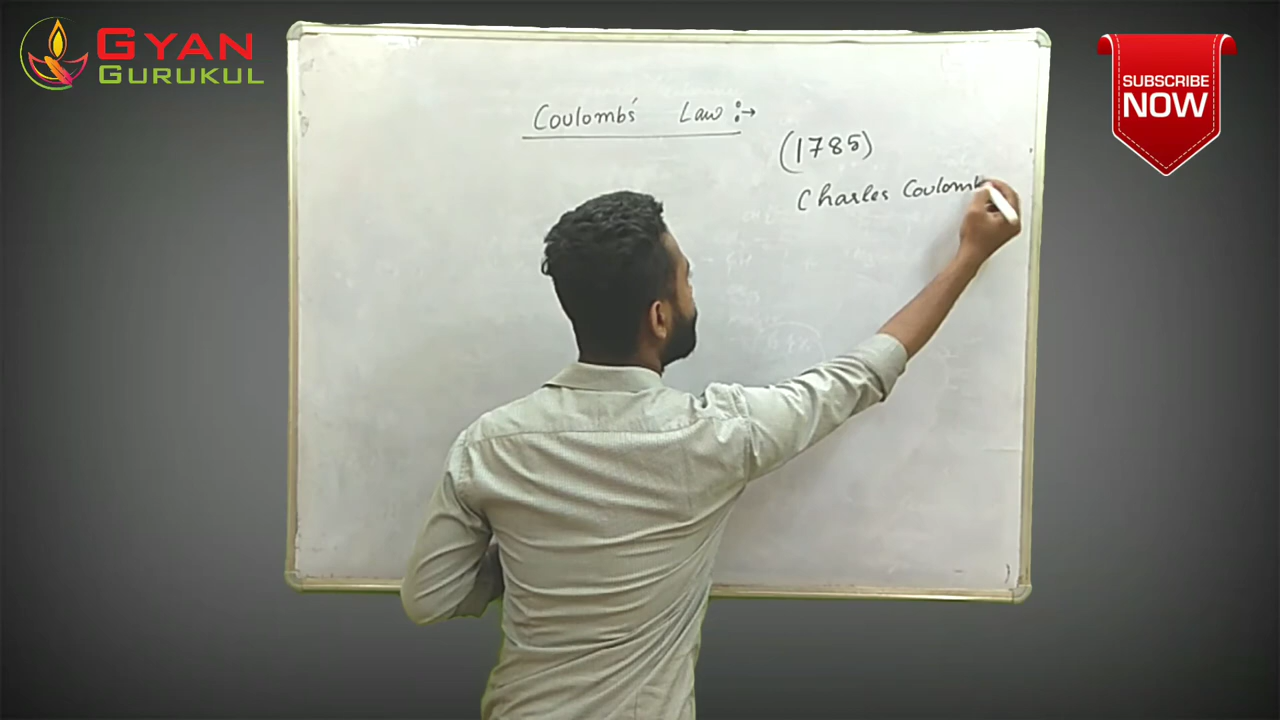 GYAN
GURUKUL
SUBSCRIBE
NOW
Coulomb's Law :→
(1785)
Charles Coulomb